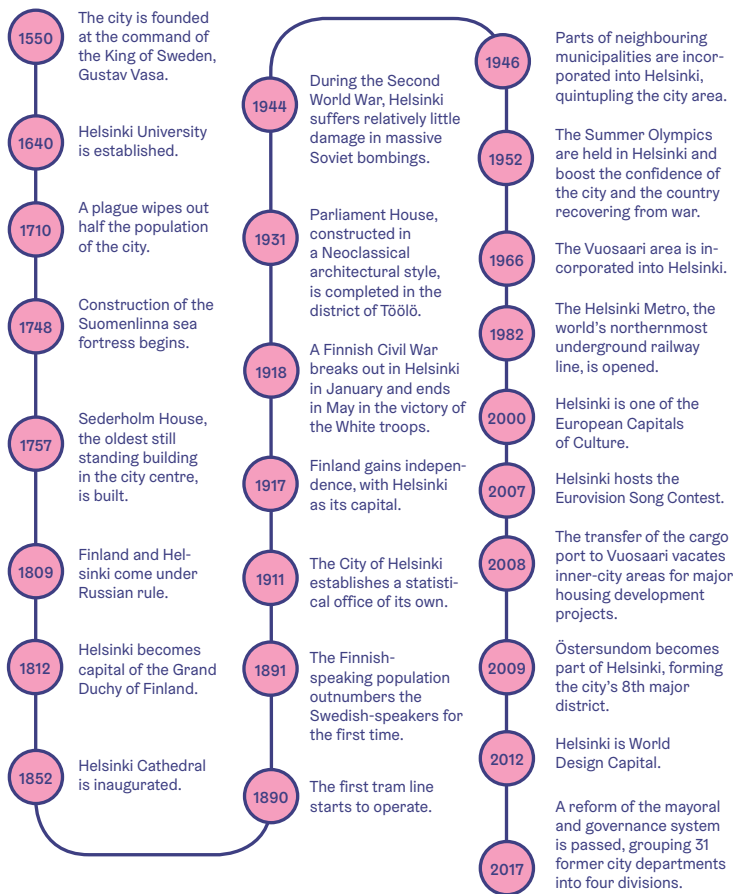 1550
The city is founded
at the command of
the King of Sweden,
Gustav Vasa.
1640
Helsinki University
is established.
1710
A plague wipes out
half the population
of the city.
1748
Construction of the
Suomenlinna sea
fortress begins.
1757
Sederholm House,
the oldest still
standing building
in the city centre,
is built.
1809
Finland and Hel-
sinki come under
Russian rule.
1812
Helsinki becomes
capital of the Grand
Duchy of Finland.
1852
Helsinki Cathedral
is inaugurated.
1890
The first tram line
starts to operate.
1891
The Finnish-
speaking population
outnumbers the
Swedish-speakers for
the first time.
1911
The City of Helsinki
establishes a statisti-
cal office of its own.
1917
Finland gains indepen-
dence, with Helsinki
as its capital.
1918
A Finnish Civil War
breaks out in Helsinki
in January and ends
in May in the victory of
the White troops.
1931
Parliament House,
constructed in
a Neoclassical
architectural style,
is completed in the
district of Töölö.
1944
During the Second
World War, Helsinki
suffers relatively little
damage in massive
Soviet bombings.
1946
Parts of neighbouring
municipalities are incor-
porated into Helsinki,
quintupling the city area.
1952
The Summer Olympics
are held in Helsinki and
boost the confidence of
the city and the country
recovering from war.
1966
The Vuosaari area is in-
corporated into Helsinki.
1982
The Helsinki Metro, the
world's northernmost
underground railway
line, is opened.
2000
Helsinki is one of the
European Capitals
of Culture.
2007
Helsinki hosts the
Eurovision Song Contest.
2008
The transfer of the cargo
port to Vuosaari vacates
inner-city areas for major
housing development
projects.
2009
Östersundom becomes
part of Helsinki, forming
the city's 8th major
district.
2012
Helsinki is World
Design Capital.
2017
A reform of the mayoral
and governance system
is passed, grouping 31
former city departments
into four divisions.